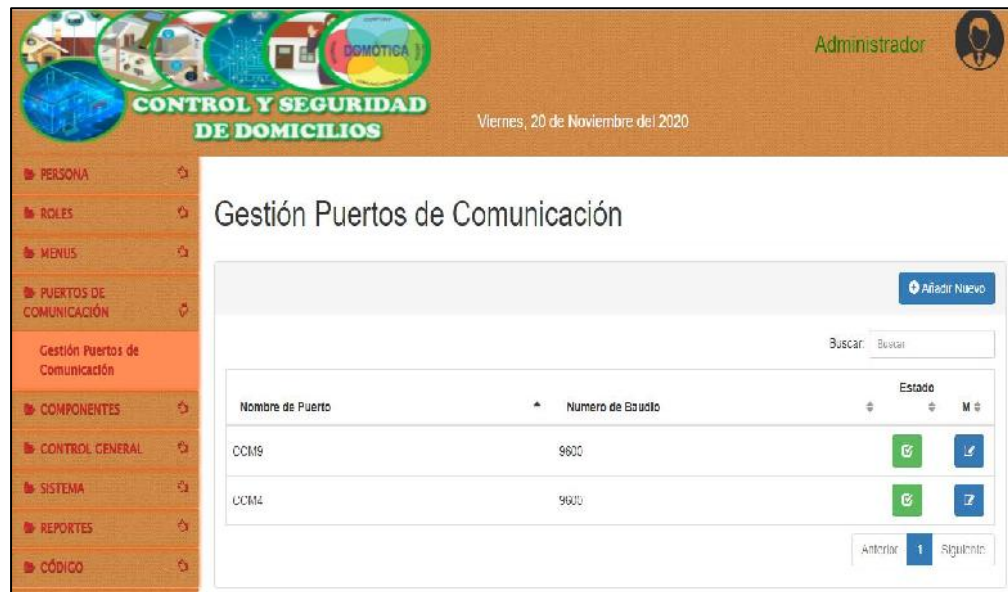 DOMÓTICA
CONTROL Y SEGURIDAD
DE DOMICILIOS
Viernes, 20 de Noviembre del 2020
Administrador
PERSONA
ROLES
MENUS
PUERTOS DE
COMUNICACIÓN
Gestión Puertos de
Comunicación
COMPONENTES
CONTROL GENERAL
SISTEMA
REPORTES
CÓDIGO
Gestión Puertos de Comunicación
Añadir Nuevo
Buscar: Buscar
Nombre de Puerto Numero de Baudio Estado M
COM9 9600
COM4 9600
Anterior 1 Siguiente